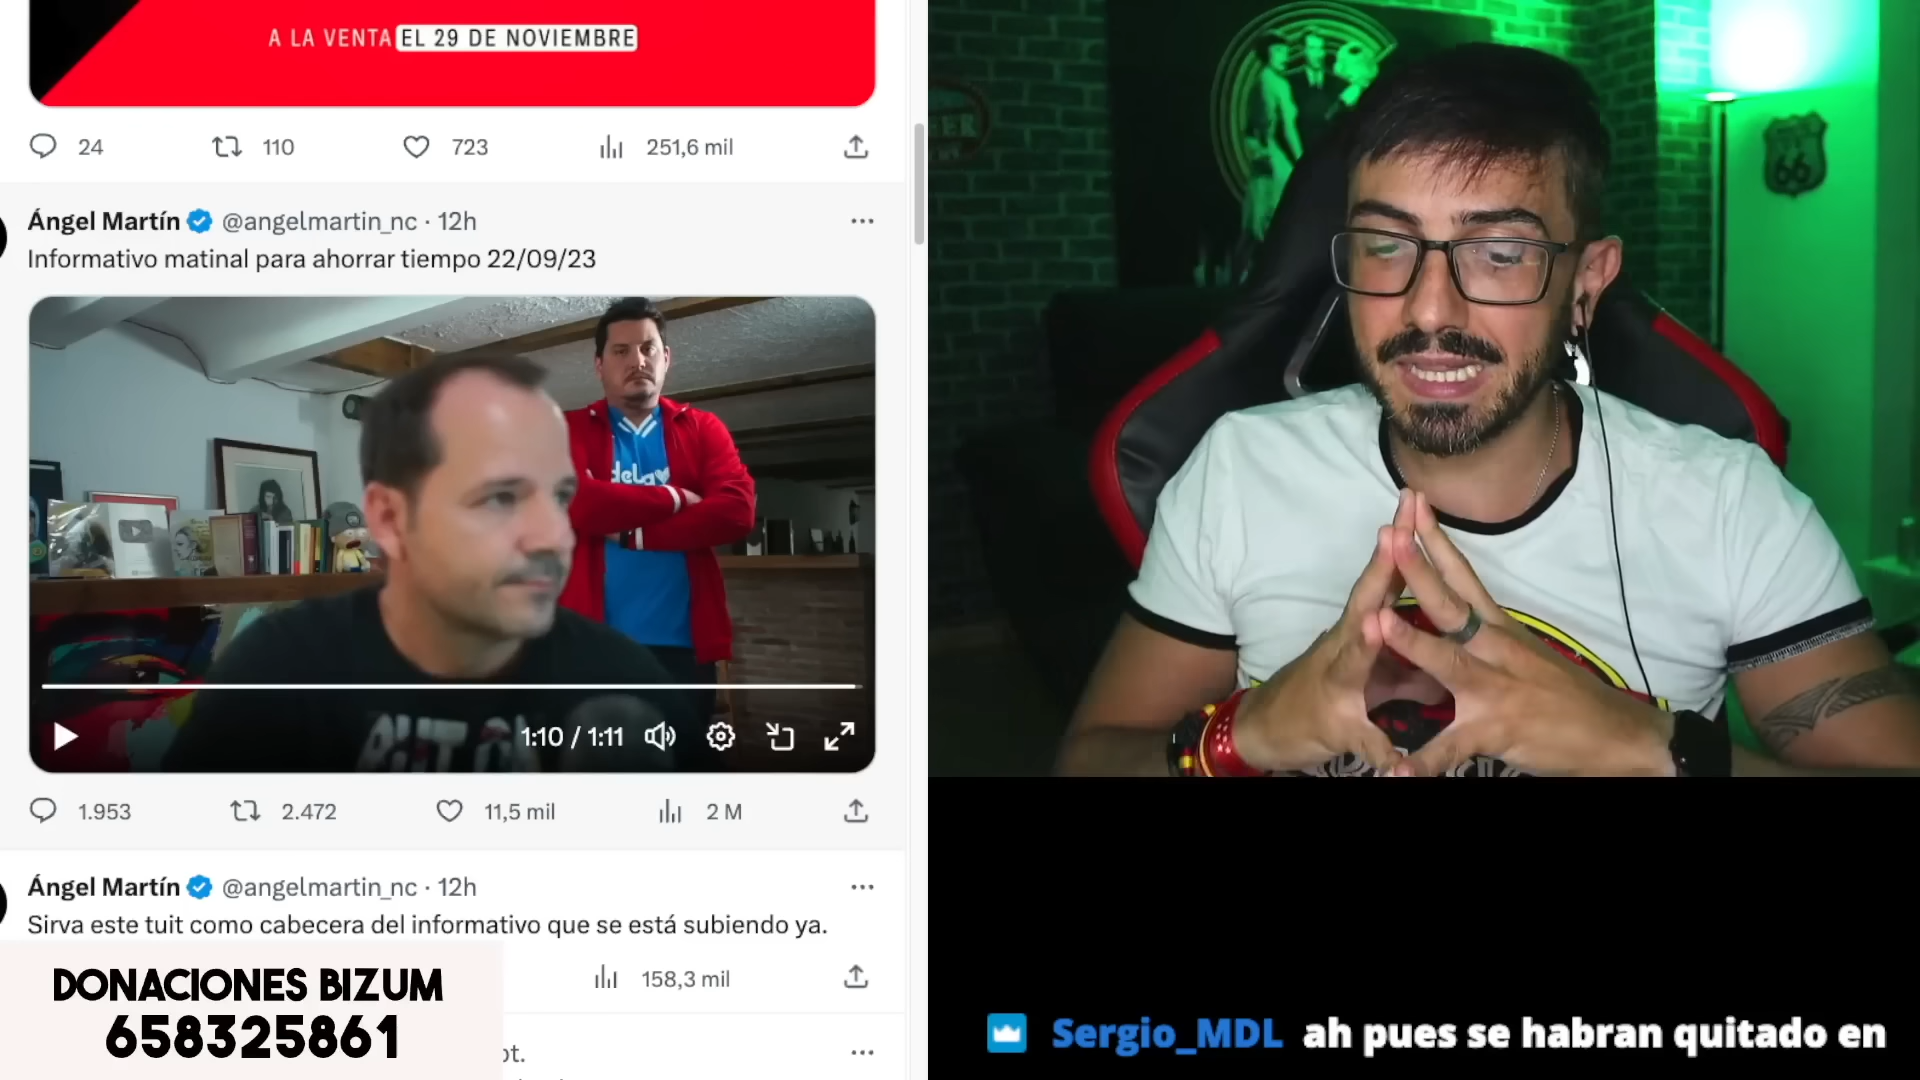 A LA VENTA EL 29 DE NOVIEMBRE
24 110 723 251,6 mil
Ángel Martín @angelmartin_nc · 12h
Informativo matinal para ahorrar tiempo 22/09/23
1:10 / 1:11
1.953 2.472 11,5 mil 2 M
Ángel Martín @angelmartin_nc · 12h
Sirva este tuit como cabecera del informativo que se está subiendo ya.
158,3 mil
DONACIONES BIZUM
658325861
66
Sergio_MDL ah pues se habran quitado en